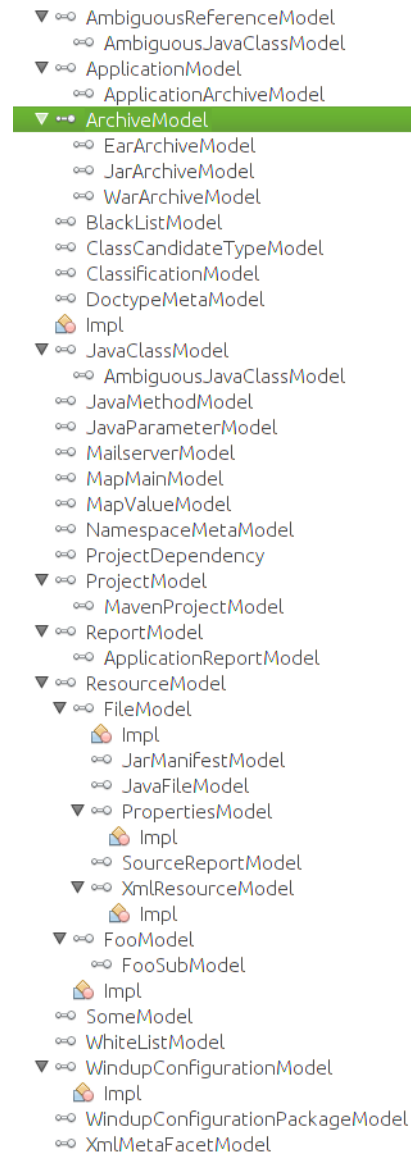 AmbiguousReferenceModel
AmbiguousJavaClassModel
ApplicationModel
ApplicationArchiveModel
ArchiveModel
EarArchiveModel
JarArchiveModel
WarArchiveModel
BlackListModel
ClassCandidateTypeModel
ClassificationModel
DoctypeMetaModel
Impl
JavaClassModel
AmbiguousJavaClassModel
JavaMethodModel
JavaParameterModel
MailserverModel
MapMainModel
MapValueModel
NamespaceMetaModel
ProjectDependency
ProjectModel
MavenProjectModel
ReportModel
ApplicationReportModel
ResourceModel
FileModel
Impl
JarManifestModel
JavaFileModel
PropertiesModel
Impl
SourceReportModel
XmlResourceModel
Impl
FooModel
FooSubModel
Impl
SomeModel
WhiteListModel
WindupConfigurationModel
Impl
WindupConfigurationPackageModel
XmlMetaFacetModel